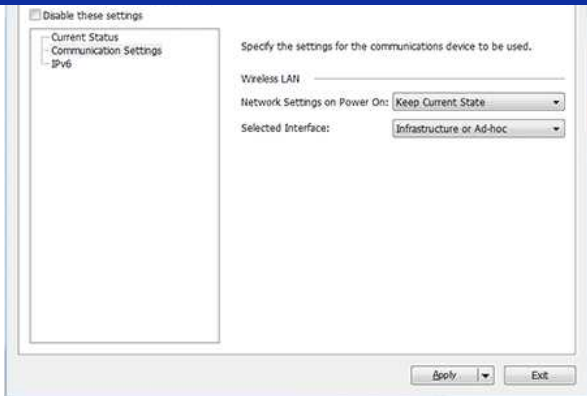 Disable these settings
Current Status
Communication Settings
IPv6
Specify the settings for the communications device to be used.
Wireless LAN
Network Settings on Power On: Keep Current State
Selected Interface: Infrastructure or Ad-hoc
Apply Exit